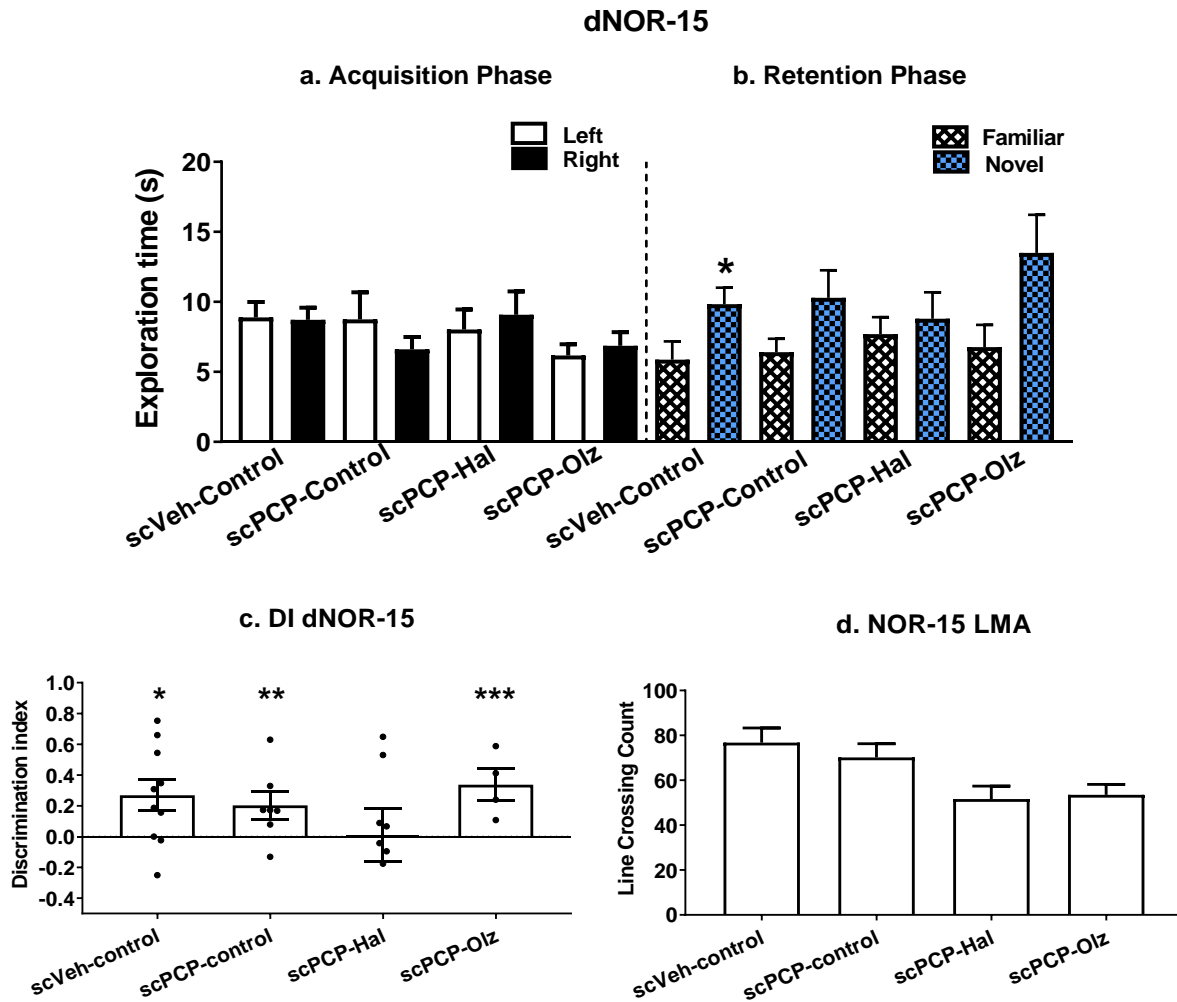 dNOR-15
a. Acquisition Phase
b. Retention Phase
Left
Right
Familiar
Novel
Exploration time (s)
20
15
10
5
0
*
scVeh-Control
scPCP-Control
scPCP-Hal
scPCP-Olz
scVeh-Control
scPCP-Control
scPCP-Hal
scPCP-Olz
c. DI dNOR-15
Discrimination index
1.0
0.8
0.6
0.4
0.2
0.0
-0.2
-0.4
*
**
***
scVeh-control
scPCP-control
scPCP-Hal
scPCP-Olz
d. NOR-15 LMA
Line Crossing Count
100
80
60
40
20
0
scVeh-control
scPCP-control
scPCP-Hal
scPCP-Olz